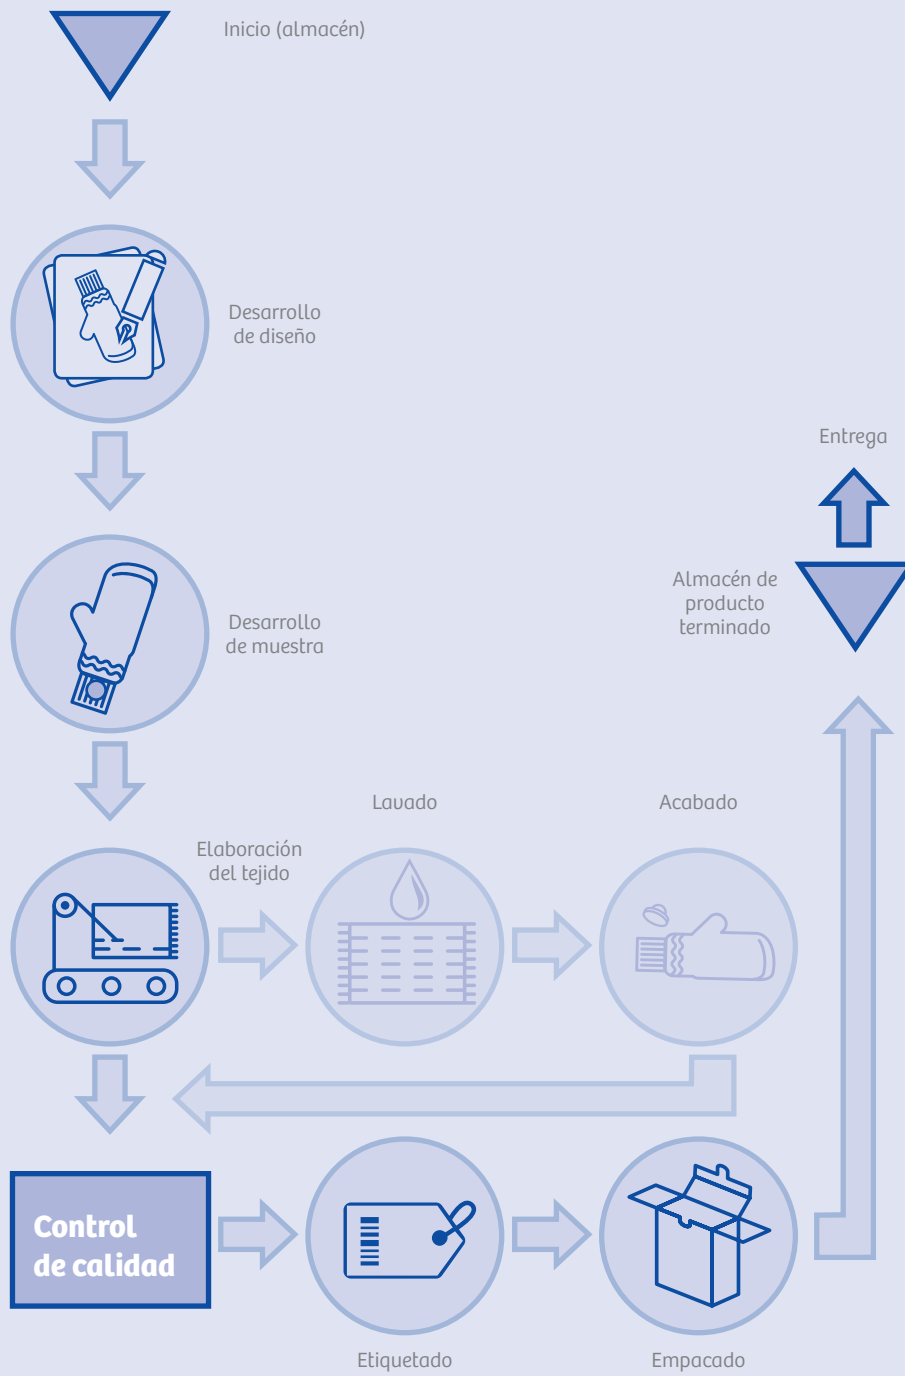 Inicio (almacén)
Desarrollo
de diseño
Entrega
Almacén de
producto
terminado
Desarrollo
de muestra
Lavado
Acabado
Elaboración
del tejido
Control
de calidad
Etiquetado
Empacado